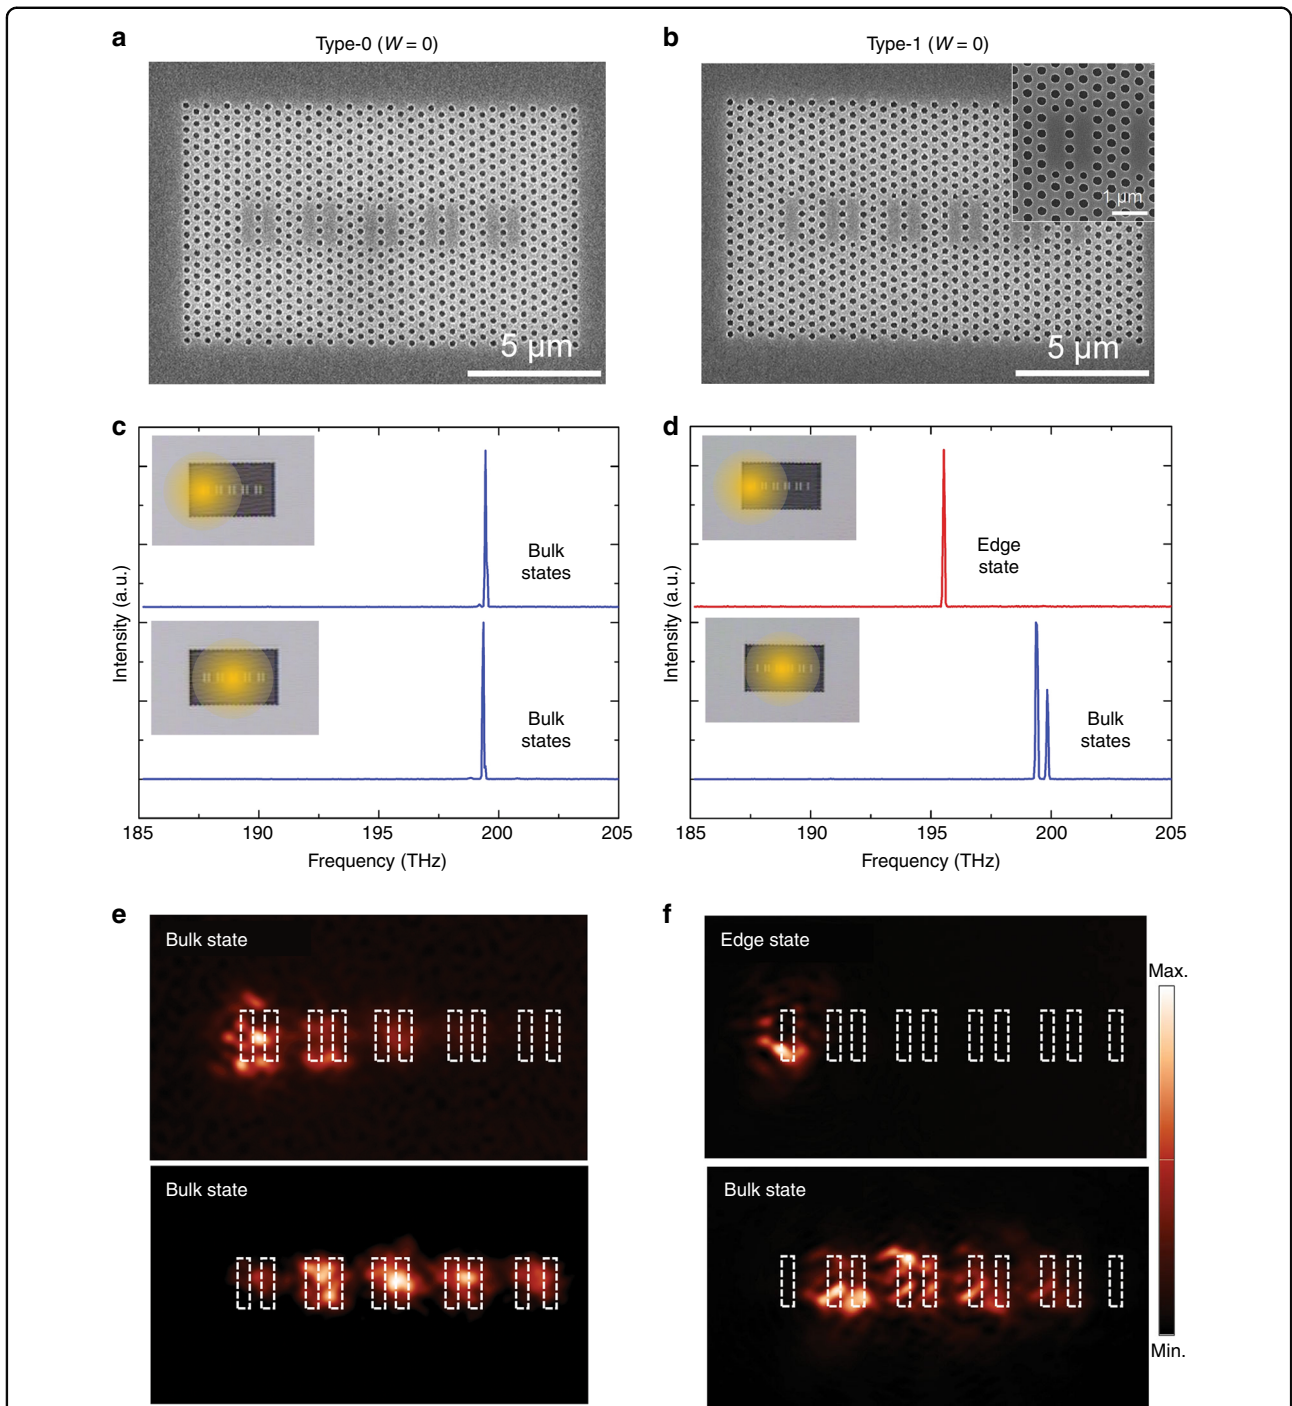 a
Type-0 (W = 0)
5 μm
b
Type-1 (W = 0)
1 μm
5 μm
c
Intensity (a.u.)
Bulk
states
Bulk
states
185
190
195
200
205
Frequency (THz)
d
Intensity (a.u.)
Edge
state
Bulk
states
185
190
195
200
205
Frequency (THz)
e
Bulk state
Bulk state
f
Edge state
Bulk state
Max.
Min.